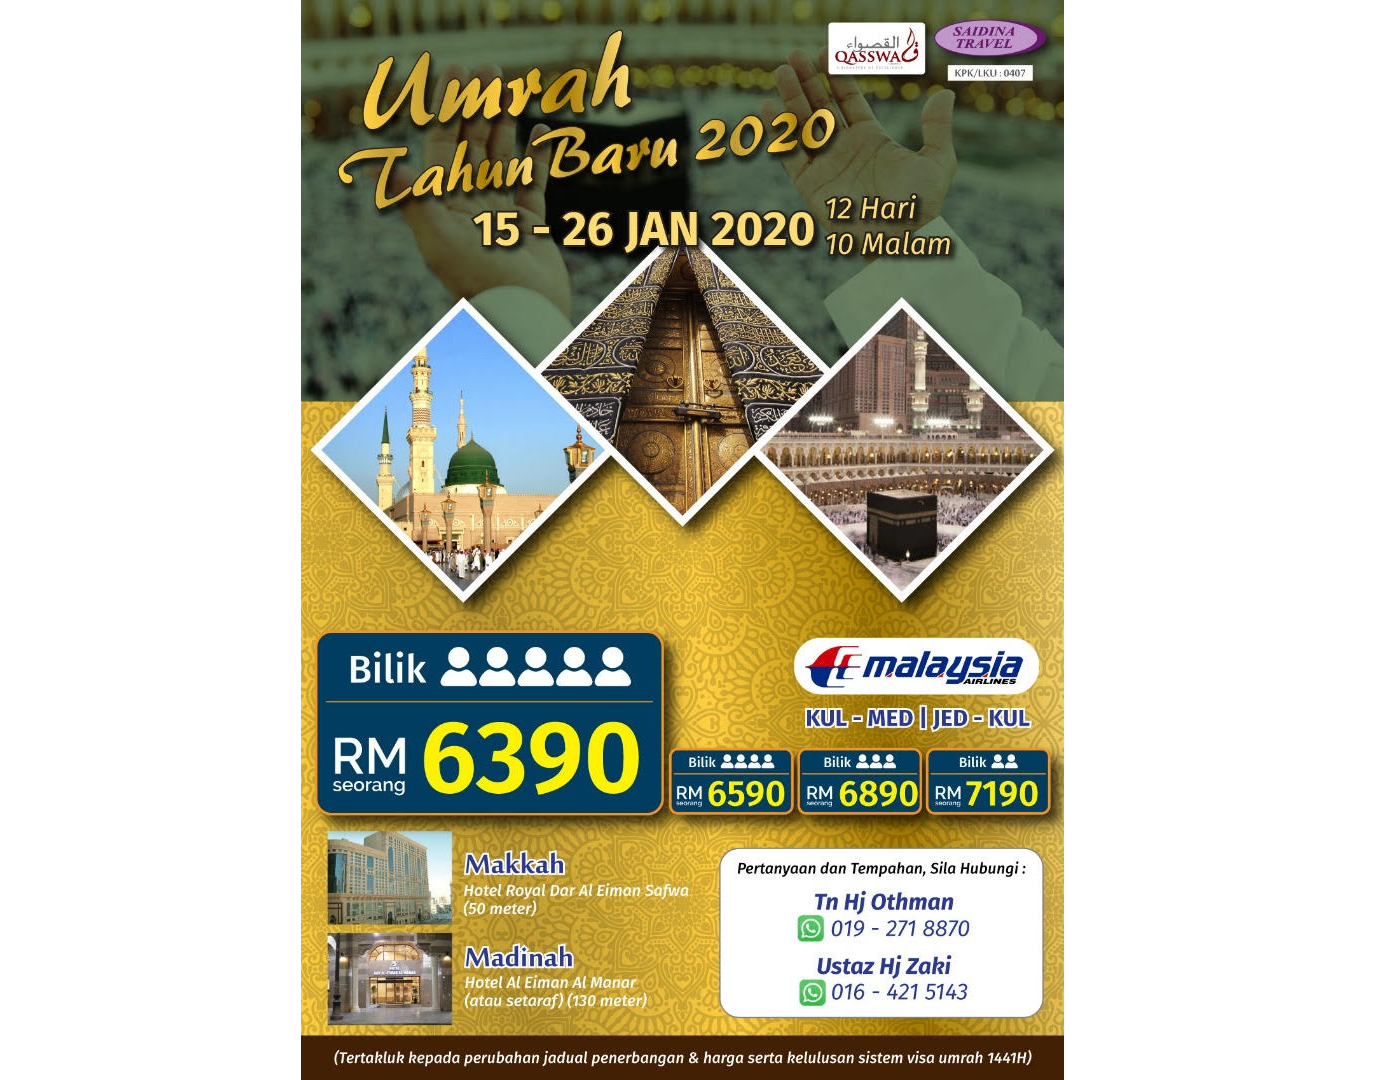 القصواء
QASSWA
SAIDINA
TRAVEL
KPK/LKU : 0407
Umrah
Tahun Baru 2020
15 - 26 JAN 2020
12 Hari
10 Malam
Bilik
RM
seorang
6390
malaysia
AIRLINES
KUL - MED | JED - KUL
Bilik
RM
seorang
6590
Bilik
RM
seorang
6890
Bilik
RM
seorang
7190
Makkah
Hotel Royal Dar Al Eiman Safwa
(50 meter)
Madinah
Hotel Al Eiman Al Manar
(atau setaraf) (130 meter)
Pertanyaan dan Tempahan, Sila Hubungi :
Tn Hj Othman
019 - 271 8870
Ustaz Hj Zaki
016 - 421 5143
(Tertakluk kepada perubahan jadual penerbangan & harga serta kelulusan sistem visa umrah 1441H)